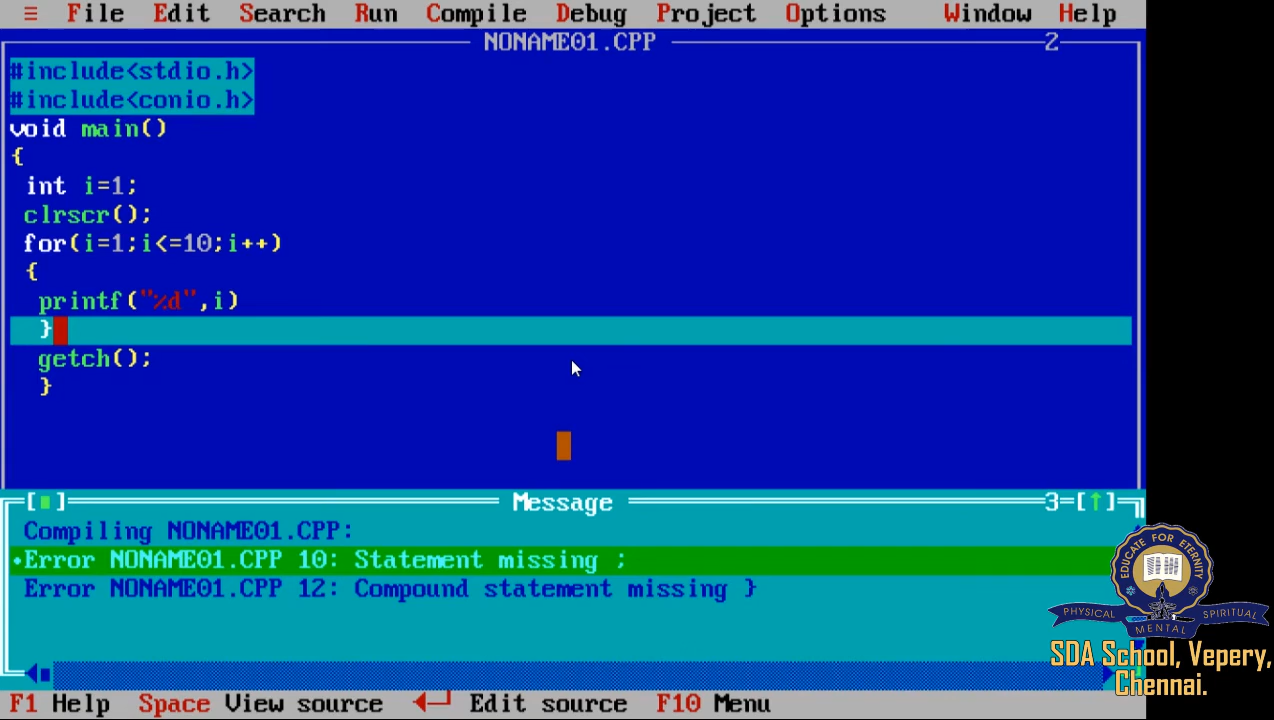 ≡ File Edit Search Run Compile Debug Project Options Window Help
NONAME01.CPP 2
#include<stdio.h>
#include<conio.h>
void main()
{
int i=1;
clrscr();
for(i=1;i<=10;i++)
{
printf("%d",i)
}
getch();
}
[■] Message 3=[↑]
Compiling NONAME01.CPP:
•Error NONAME01.CPP 10: Statement missing ;
Error NONAME01.CPP 12: Compound statement missing }
EDUCATE FOR ETERNITY
PHYSICAL MENTAL SPIRITUAL
SDA School, Vepery,
Chennai.
F1 Help Space View source ◄┘ Edit source F10 Menu